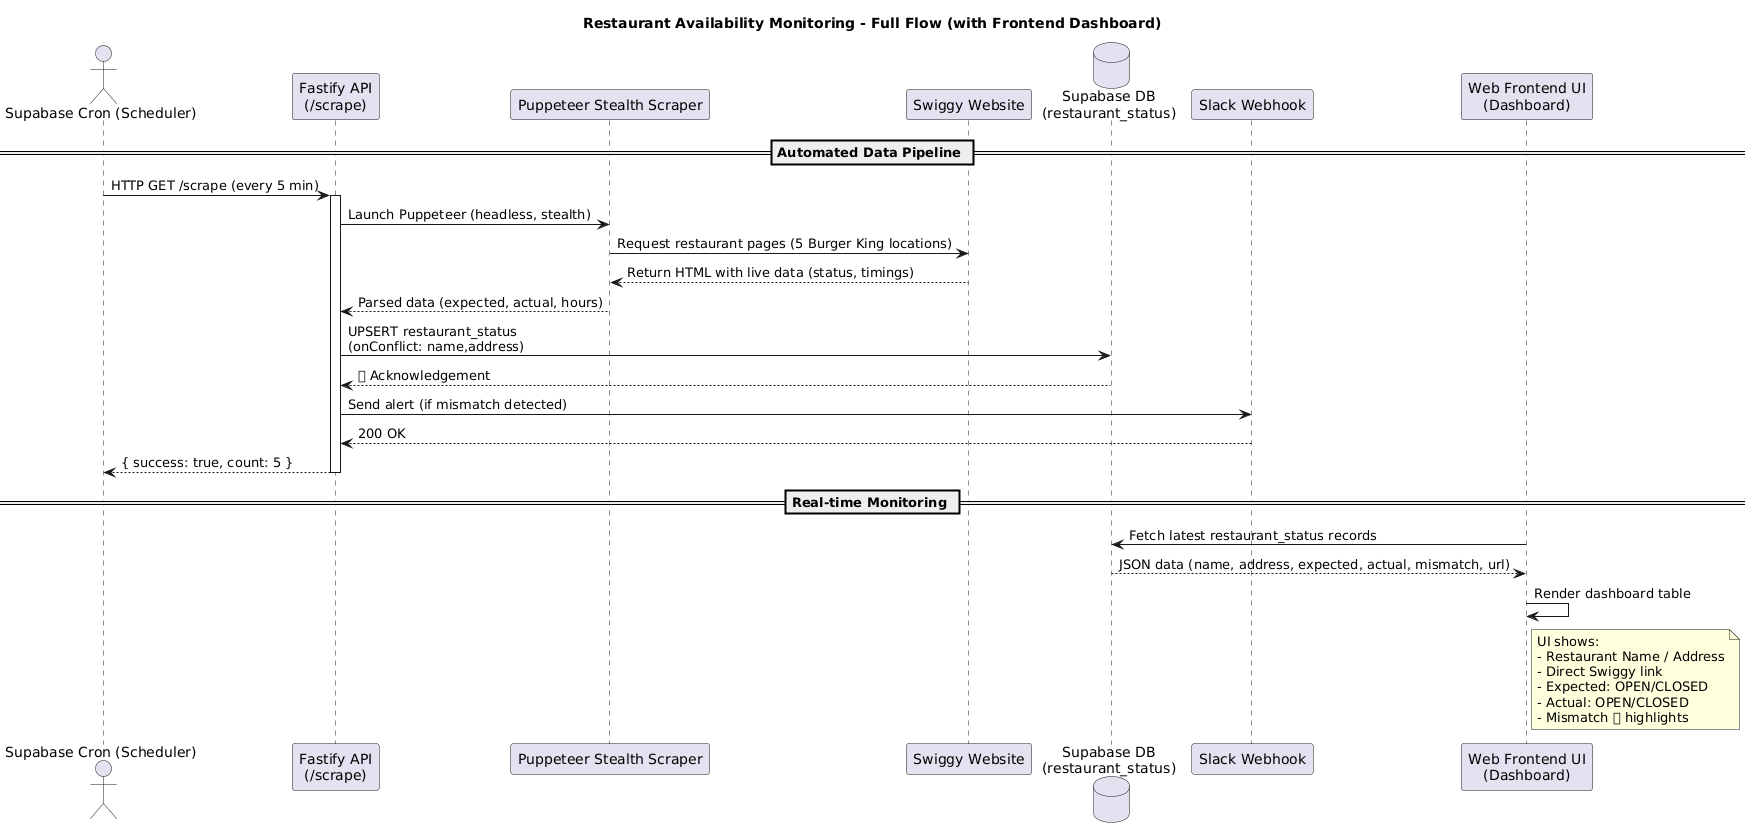 Restaurant Availability Monitoring - Full Flow (with Frontend Dashboard)
Supabase Cron (Scheduler)
Fastify API
(/scrape)
Puppeteer Stealth Scraper
Swiggy Website
Supabase DB
(restaurant_status)
Slack Webhook
Web Frontend UI
(Dashboard)
Automated Data Pipeline
HTTP GET /scrape (every 5 min)
Launch Puppeteer (headless, stealth)
Request restaurant pages (5 Burger King locations)
Return HTML with live data (status, timings)
Parsed data (expected, actual, hours)
UPSERT restaurant_status
(onConflict: name,address)
Acknowledgement
Send alert (if mismatch detected)
200 OK
{ success: true, count: 5 }
Real-time Monitoring
Fetch latest restaurant_status records
JSON data (name, address, expected, actual, mismatch, url)
Render dashboard table
UI shows:
- Restaurant Name / Address
- Direct Swiggy link
- Expected: OPEN/CLOSED
- Actual: OPEN/CLOSED
- Mismatch highlights
Supabase Cron (Scheduler)
Fastify API
(/scrape)
Puppeteer Stealth Scraper
Swiggy Website
Supabase DB
(restaurant_status)
Slack Webhook
Web Frontend UI
(Dashboard)